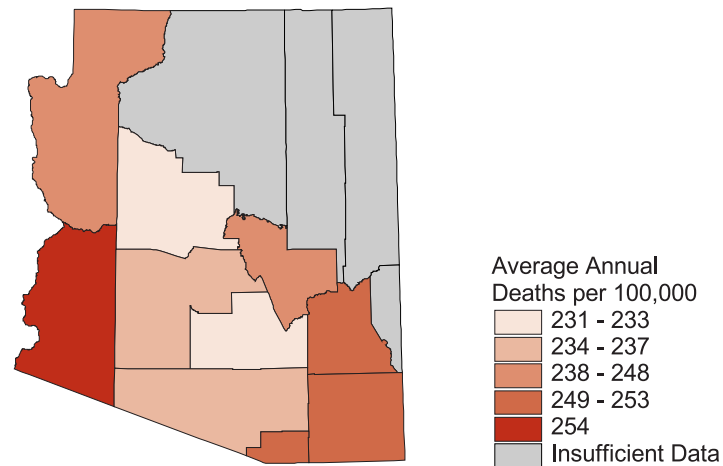 Average Annual
Deaths per 100,000
231 - 233
234 - 237
238 - 248
249 - 253
254
Insufficient Data